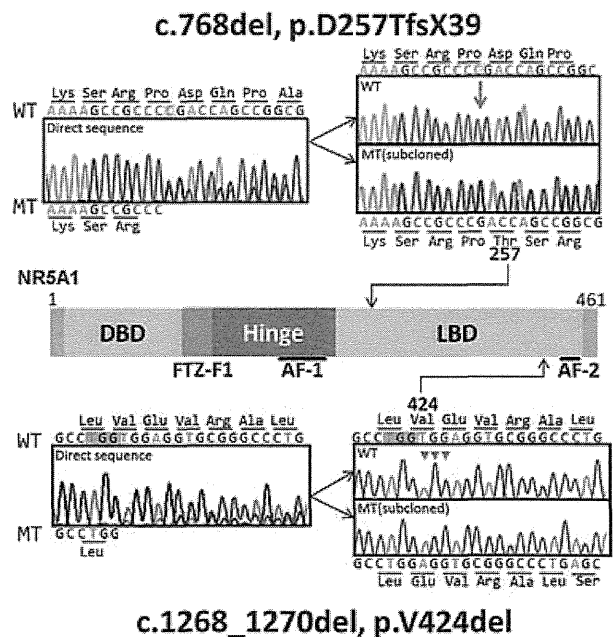 c.768del, p.D257TfsX39
Lys Ser Arg Pro Asp Gln Pro Ala
WT AAAAGCCGCCCCGACCAGCCGGCG
Direct sequence
MT AAAAGCCGCCC
Lys Ser Arg
Lys Ser Arg Pro Asp Gln Pro
AAAAGCCGCCCCGACCAGCCGGC
WT
MT(subcloned)
AAAAGCCGCCCGACCAGCCGGCG
Lys Ser Arg Pro Thr Ser Arg
257
NR5A1
1 461
DBD Hinge LBD
FTZ-F1 AF-1 AF-2
424
Leu Val Glu Val Arg Ala Leu
WT GCCTGGTGGAGGTGCGGGCCCTG
Direct sequence
MT GCCTGG
Leu
Leu Val Glu Val Arg Ala Leu
GCCTGGTGGAGGTGCGGGCCCTG
WT
MT(subcloned)
GCCTGGAGGTGCGGGCCCTGAGC
Leu Glu Val Arg Ala Leu Ser
c.1268_1270del, p.V424del